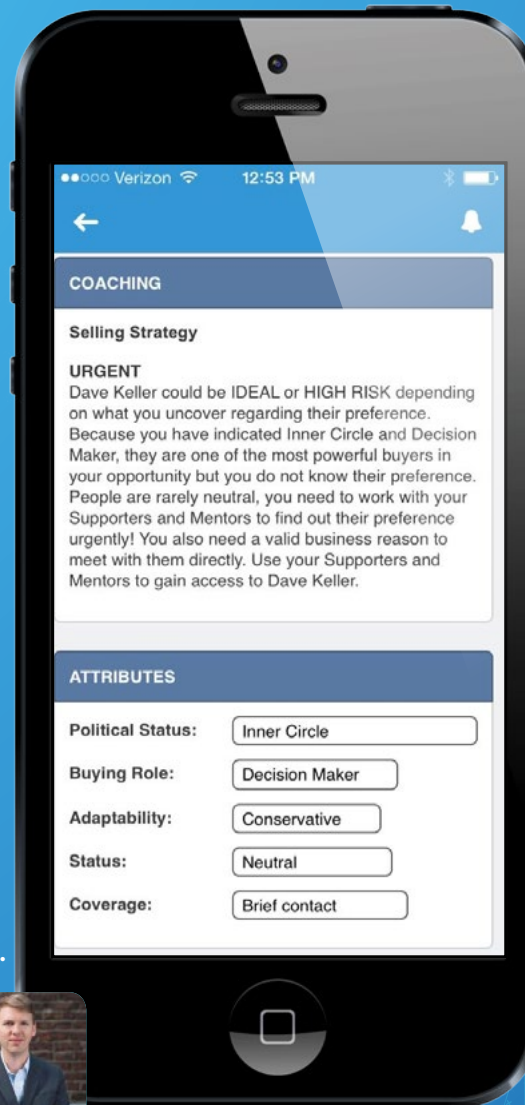 Verizon 12:53 PM
COACHING
Selling Strategy
URGENT
Dave Keller could be IDEAL or HIGH RISK depending
on what you uncover regarding their preference.
Because you have indicated Inner Circle and Decision
Maker, they are one of the most powerful buyers in
your opportunity but you do not know their preference.
People are rarely neutral, you need to work with your
Supporters and Mentors to find out their preference
urgently! You also need a valid business reason to
meet with them directly. Use your Supporters and
Mentors to gain access to Dave Keller.
ATTRIBUTES
Political Status: Inner Circle
Buying Role: Decision Maker
Adaptability: Conservative
Status: Neutral
Coverage: Brief contact